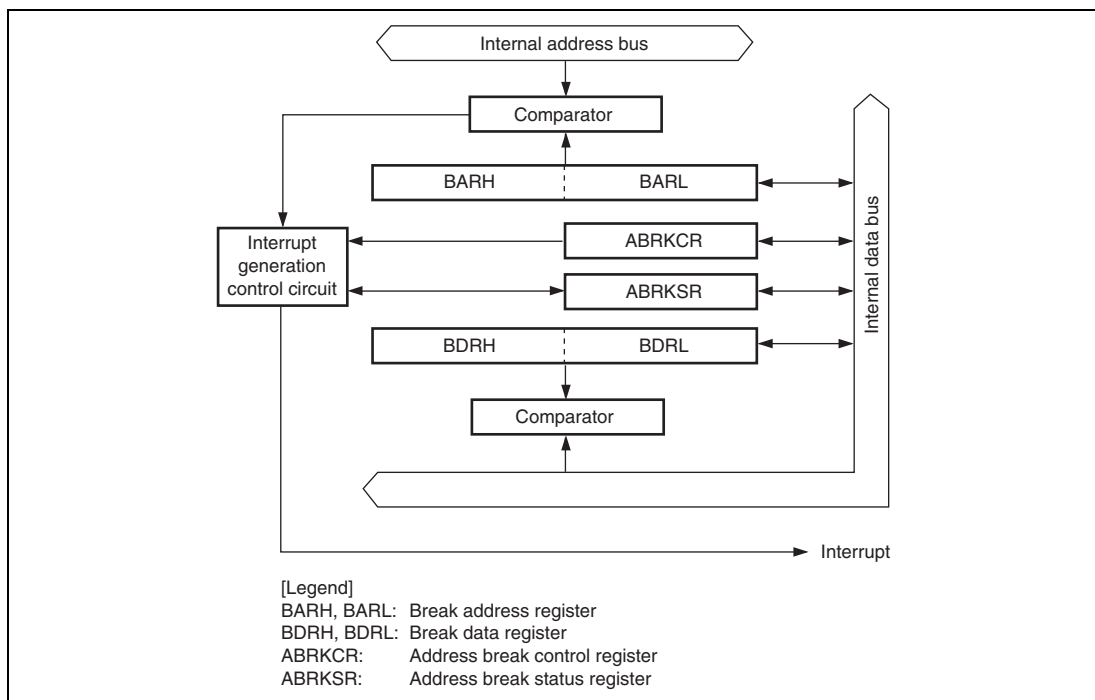 Internal address bus
Comparator
BARH BARL
ABRKCR
Interrupt
generation
control circuit
ABRKSR
Internal data bus
BDRH BDRL
Comparator
Interrupt
[Legend]
BARH, BARL: Break address register
BDRH, BDRL: Break data register
ABRKCR: Address break control register
ABRKSR: Address break status register